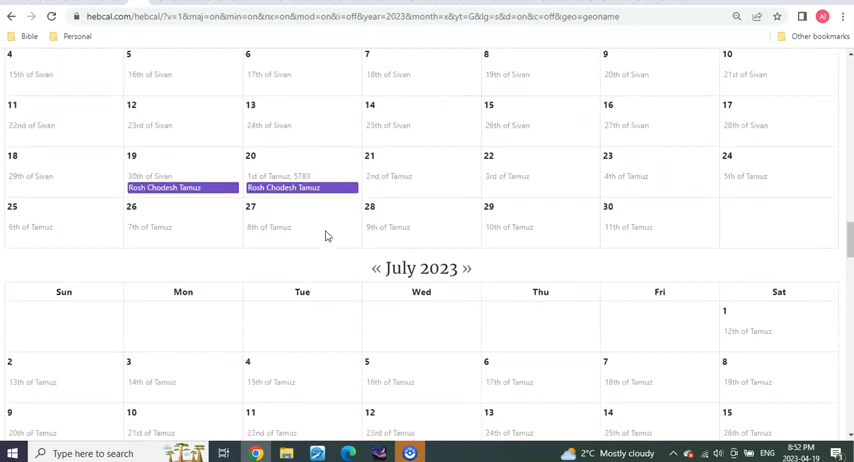 hebcal.com/hebcal/?v=1&maj=on&min=on&nx=on&mod=on&i=off&year=2023&month=x&yt=G&lg=s&d=on&c=off&geo=geoname
AI
Bible Personal Other bookmarks
4 5 6 7 8 9 10
15th of Sivan 16th of Sivan 17th of Sivan 18th of Sivan 19th of Sivan 20th of Sivan 21st of Sivan
11 12 13 14 15 16 17
22nd of Sivan 23rd of Sivan 24th of Sivan 25th of Sivan 26th of Sivan 27th of Sivan 28th of Sivan
18 19 20 21 22 23 24
29th of Sivan 30th of Sivan 1st of Tamuz, 5783 2nd of Tamuz 3rd of Tamuz 4th of Tamuz 5th of Tamuz
Rosh Chodesh Tamuz Rosh Chodesh Tamuz
25 26 27 28 29 30
6th of Tamuz 7th of Tamuz 8th of Tamuz 9th of Tamuz 10th of Tamuz 11th of Tamuz
« July 2023 »
Sun Mon Tue Wed Thu Fri Sat
1
12th of Tamuz
2 3 4 5 6 7 8
13th of Tamuz 14th of Tamuz 15th of Tamuz 16th of Tamuz 17th of Tamuz 18th of Tamuz 19th of Tamuz
9 10 11 12 13 14 15
20th of Tamuz 21st of Tamuz 22nd of Tamuz 23rd of Tamuz 24th of Tamuz 25th of Tamuz 26th of Tamuz
Type here to search 2°C Mostly cloudy ENG 8:52 PM
2023-04-19
3